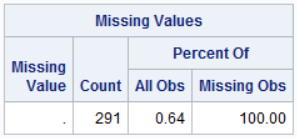 Missing Values
Percent Of
Missing
Value Count All Obs Missing Obs
. 291 0.64 100.00